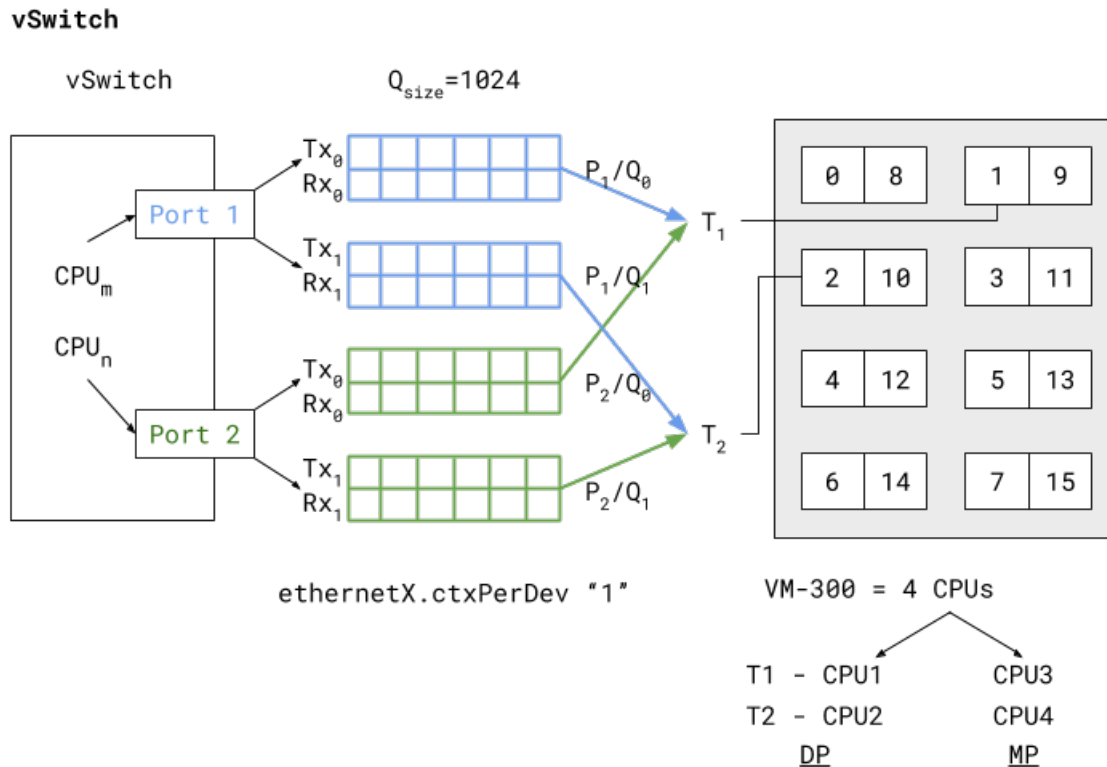 vSwitch
vSwitch
Qsize=1024
Tx0
Rx0
P1/Q0
Port 1
Tx1
Rx1
P1/Q1
CPUm
CPUn
Tx0
Rx0
P2/Q0
Port 2
Tx1
Rx1
P2/Q1
T1
T2
0 8 1 9
2 10 3 11
4 12 5 13
6 14 7 15
ethernetX.ctxPerDev “1”
VM-300 = 4 CPUs
T1 - CPU1 CPU3
T2 - CPU2 CPU4
DP MP